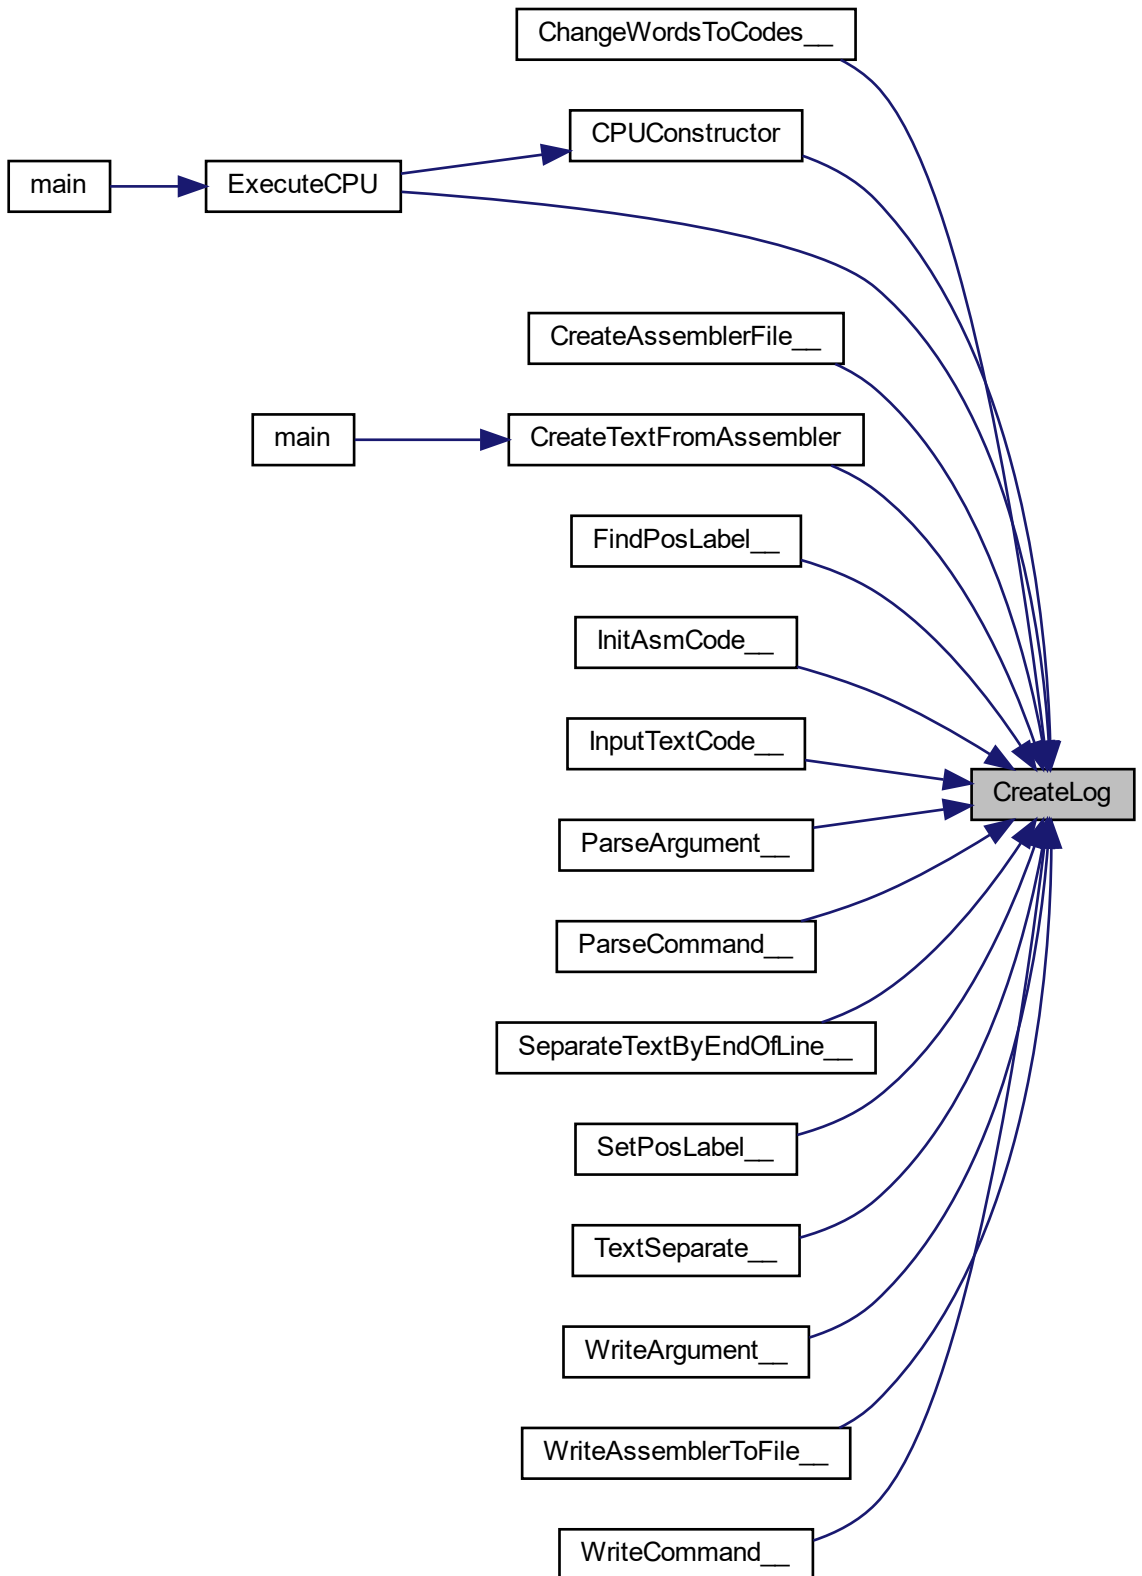 ChangeWordsToCodes__
CPUConstructor
main
ExecuteCPU
CreateAssemblerFile__
main
CreateTextFromAssembler
FindPosLabel__
InitAsmCode__
InputTextCode__
CreateLog
ParseArgument__
ParseCommand__
SeparateTextByEndOfLine__
SetPosLabel__
TextSeparate__
WriteArgument__
WriteAssemblerToFile__
WriteCommand__